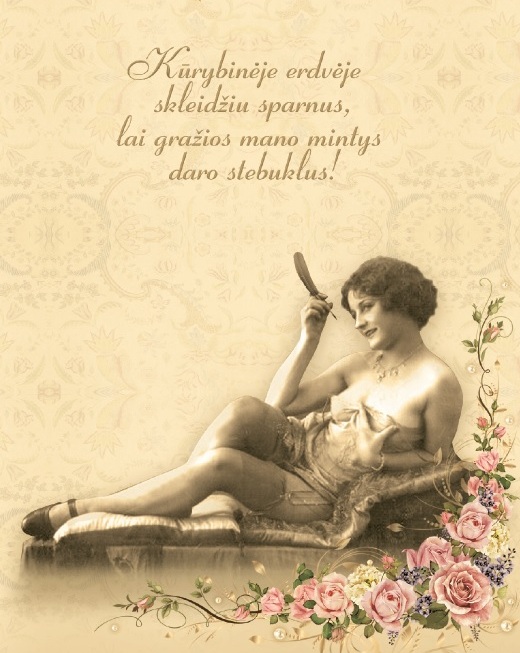 Kūrybinėje erdvėje
skleidžiu sparnus,
lai gražios mano mintys
daro stebuklus!